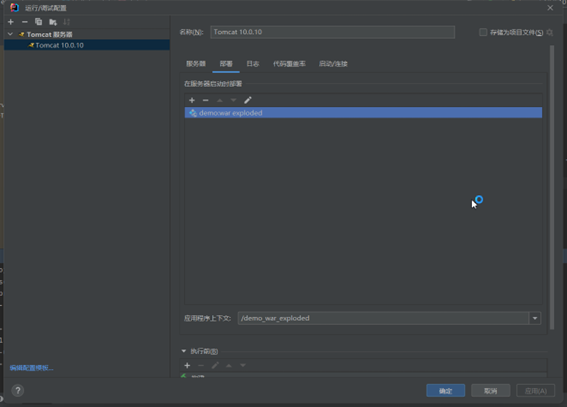 运行/调试配置
Tomcat 服务器
Tomcat 10.0.10
名称(N):
Tomcat 10.0.10
存储为项目文件(S)
服务器
部署
日志
代码覆盖率
启动/连接
在服务器启动时部署
demo:war exploded
应用程序上下文:
/demo_war_exploded
执行前(B)
编辑配置模板...
?
确定
取消
应用(A)